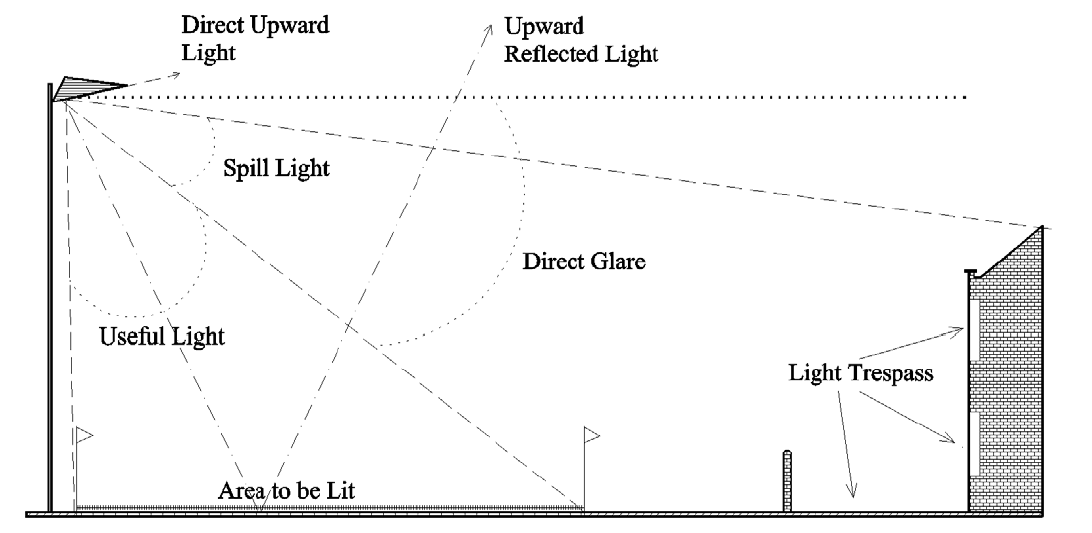 Direct Upward
Light
Upward
Reflected Light
Spill Light
Direct Glare
Useful Light
Light Trespass
Area to be Lit